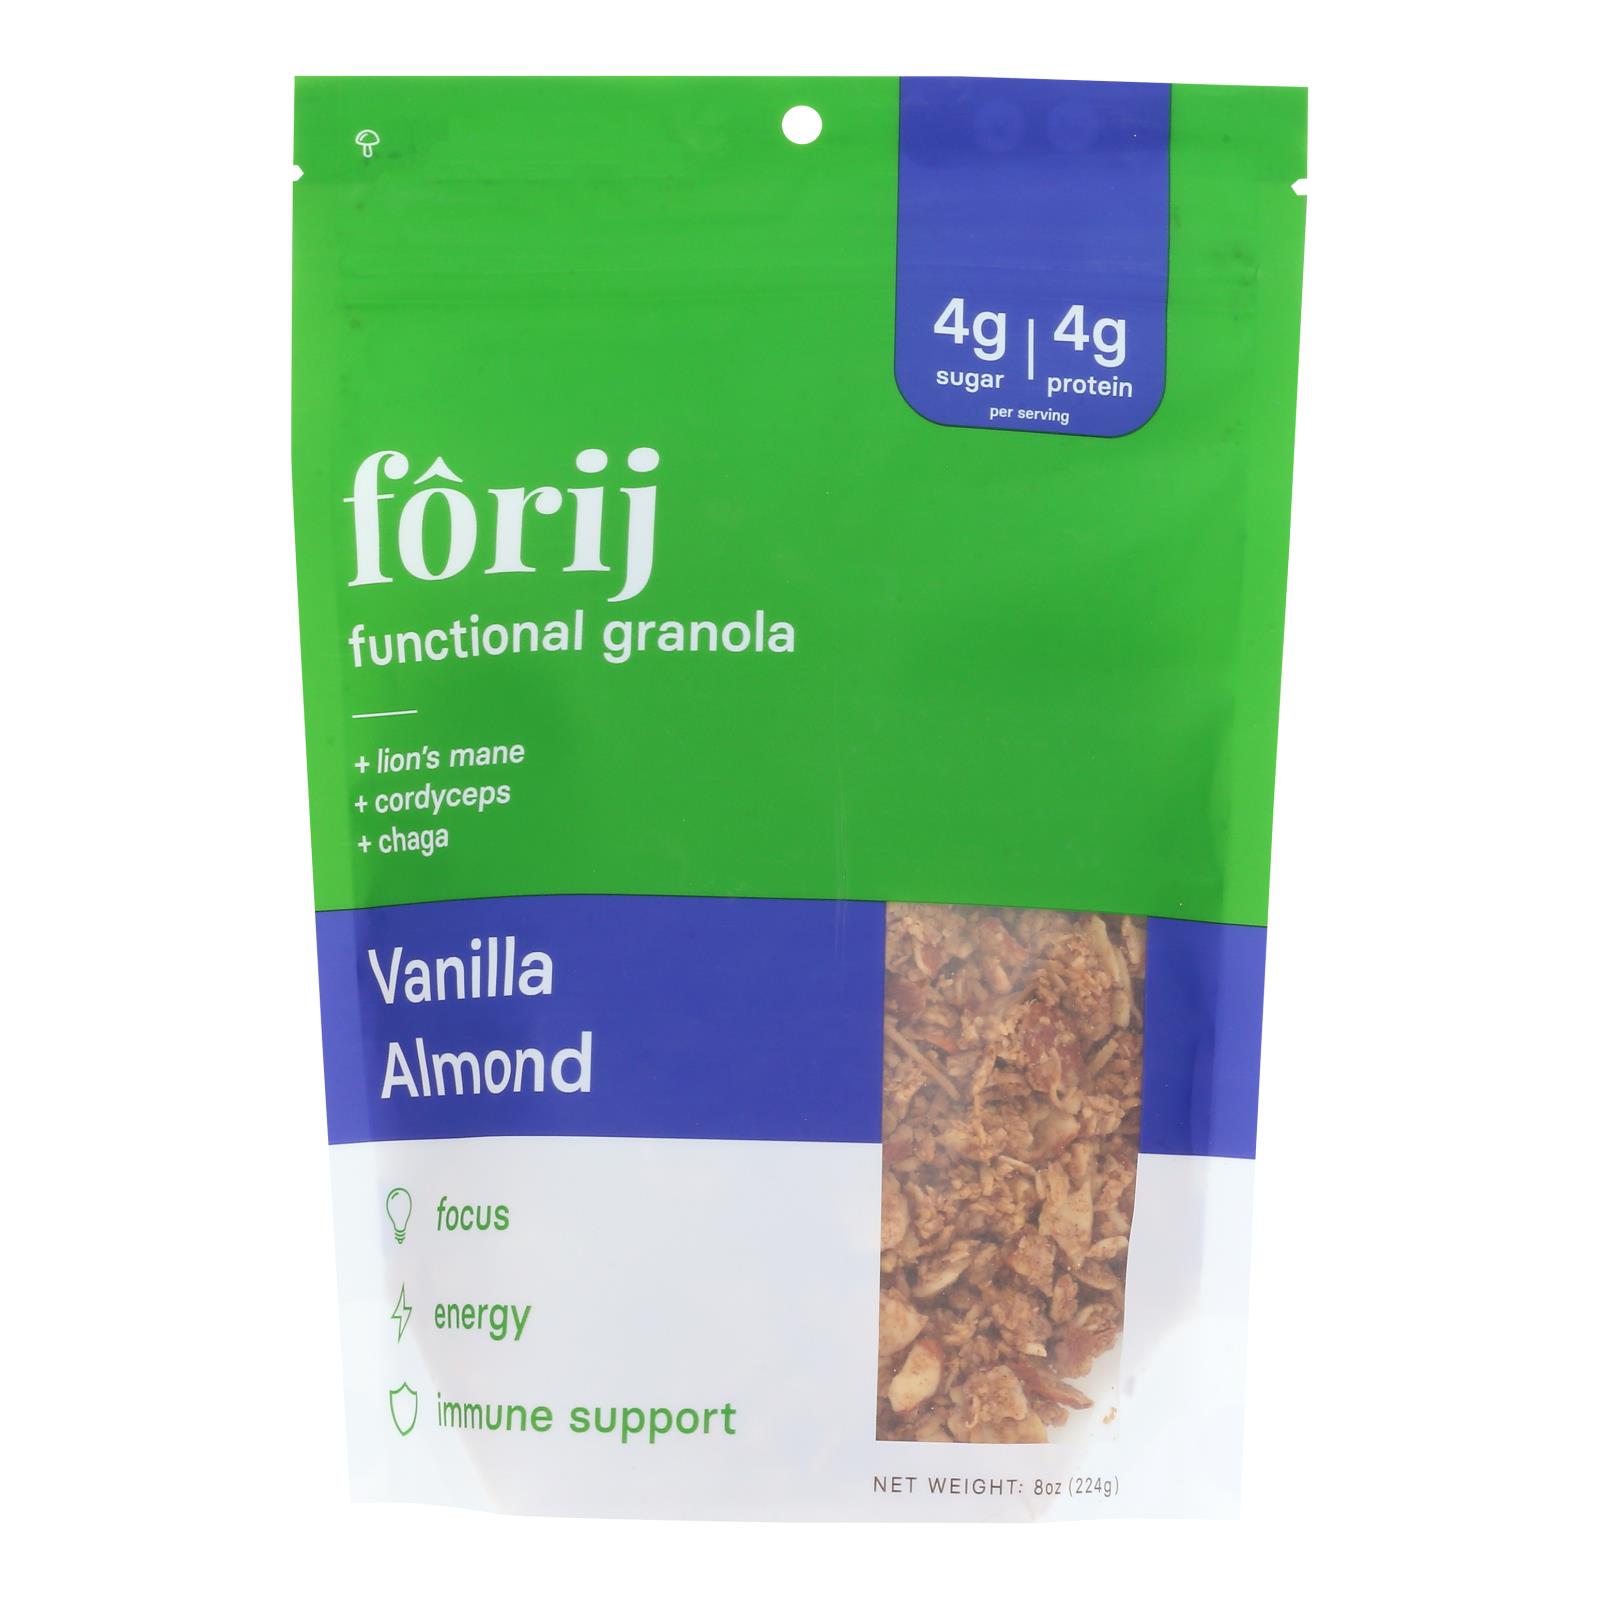 4g | 4g
sugar protein
per serving
fôrij
functional granola
+ lion's mane
+ cordyceps
+ chaga
Vanilla
Almond
focus
energy
immune support
NET WEIGHT: 8oz (224g)